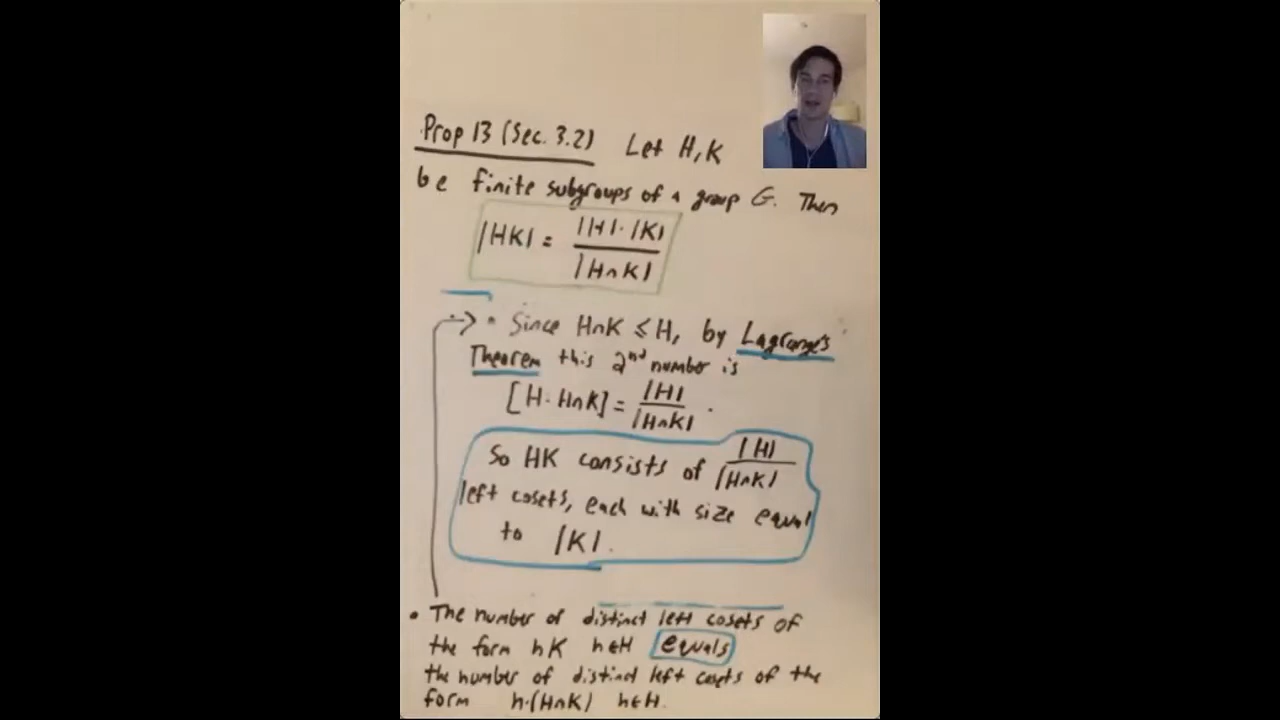 Prop 13 (Sec. 3.2) Let H, K
be finite subgroups of a group G. Then
|HK| = |H|·|K| / |H∩K|
• Since H∩K ≤ H, by Lagrange's
Theorem this 2nd number is
[H: H∩K] = |H| / |H∩K| .
So HK consists of |H| / |H∩K|
left cosets, each with size equal
to |K|.
• The number of distinct left cosets of
the form hK h∈H equals
the number of distinct left cosets of the
form h·(H∩K) h∈H.